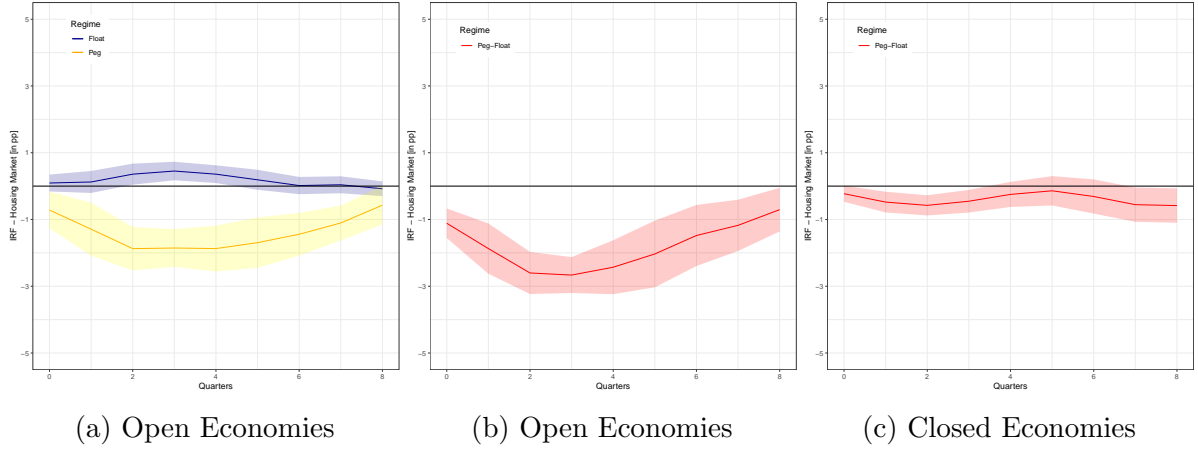 Regime
Float
Peg
IRF − Housing Market [in pp]
5
3
1
−1
−3
−5
0
2
4
6
8
Quarters
(a) Open Economies
Regime
Peg−Float
IRF − Housing Market [in pp]
5
3
1
−1
−3
−5
0
2
4
6
8
Quarters
(b) Open Economies
Regime
Peg−Float
IRF − Housing Market [in pp]
5
3
1
−1
−3
−5
0
2
4
6
8
Quarters
(c) Closed Economies